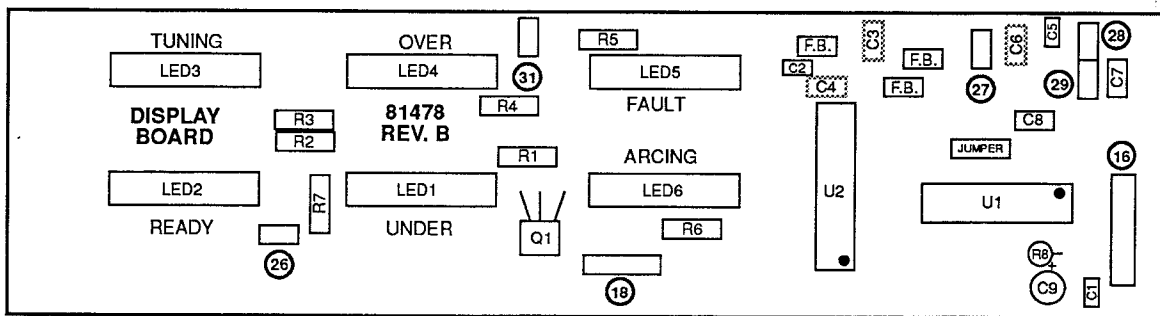 TUNING
LED3
OVER
LED4
31
R5
LED5
FAULT
F.B.
C2
C4
C3
F.B.
F.B.
27
C6
C5
28
29
C7
DISPLAY
BOARD
R3
R2
81478
REV. B
R4
R1
ARCING
C8
JUMPER
16
LED2
READY
R7
LED1
UNDER
Q1
LED6
R6
U2
U1
26
18
R8
−
+
C9
C1